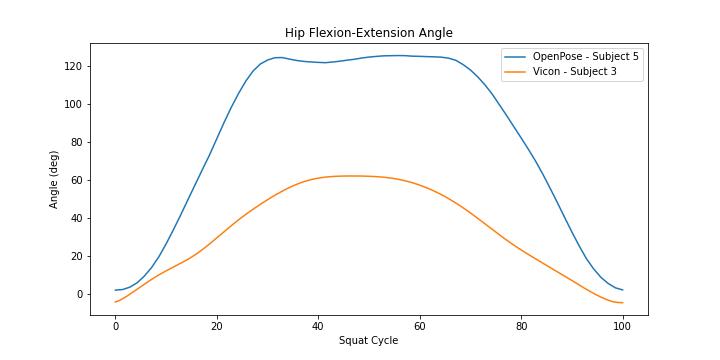 Hip Flexion-Extension Angle
OpenPose - Subject 5
Vicon - Subject 3
Angle (deg)
120
100
80
60
40
20
0
0 20 40 60 80 100
Squat Cycle